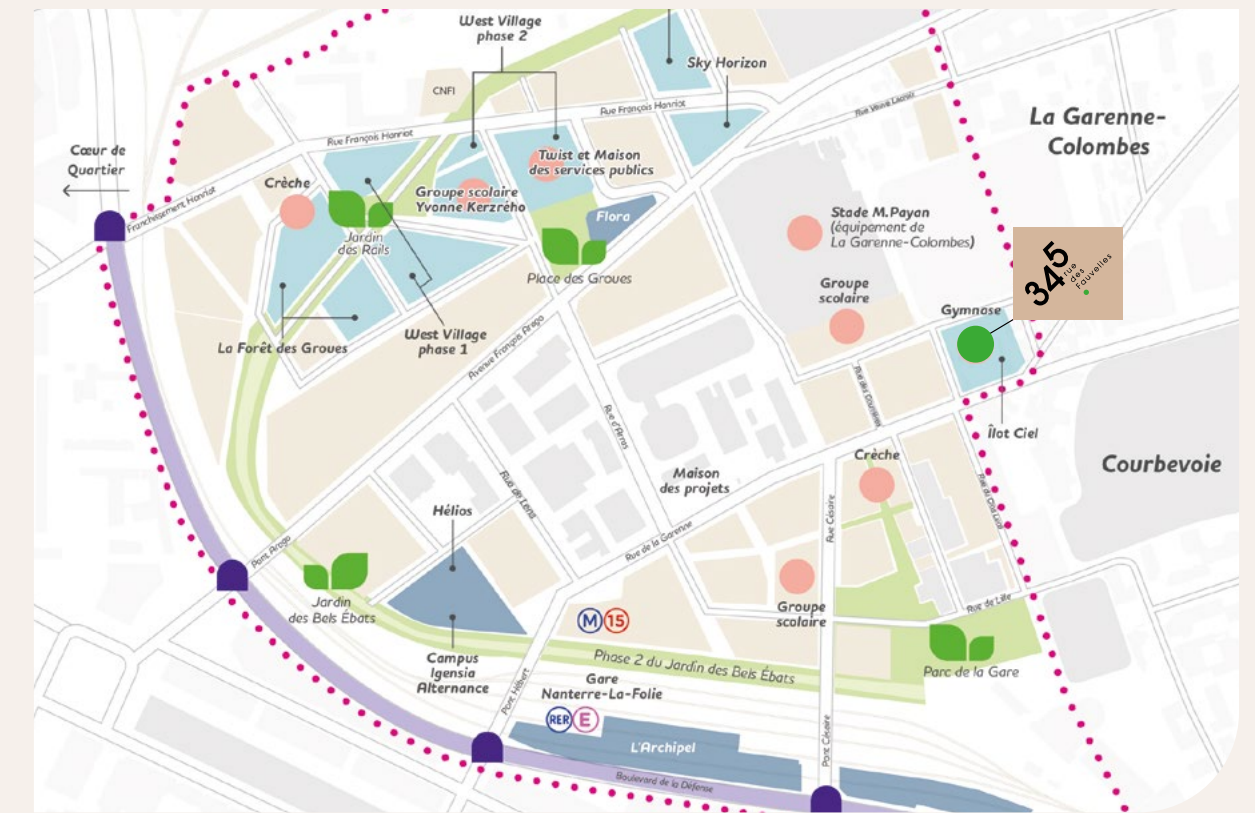 West Village
phase 2
Sky Horizon
CNFI
Rue François Hanriot
Rue François Hanriot
Rue Veuve Lacroix
La Garenne-
Colombes
Cœur de
Quartier
Franchissement Hanriot
Crèche
Twist et Maison
des services publics
Groupe scolaire
Yvonne Kerzrého
Flora
Jardin
des Rails
Place des Groues
Stade M.Payan
(équipement de
La Garenne-Colombes)
345
rue
des
Fauvelles
Groupe
scolaire
Gymnase
La Forêt des Groues
West Village
phase 1
Avenue François Arago
Rue d'Arras
Îlot Ciel
Courbevoie
Crèche
Maison
des projets
Rue de Lens
Hélios
Rue Césaire
Pont Arago
Rue de la Garenne
Jardin
des Bels Ébats
Groupe
scolaire
Rue de Lille
M 15
Campus
Igensia
Alternance
Phase 2 du Jardin des Bels Ébats
Parc de la Gare
Gare
Nanterre-La-Folie
Pont Hébert
RER E
L'Archipel
Pont Césaire
Boulevard de la Défense